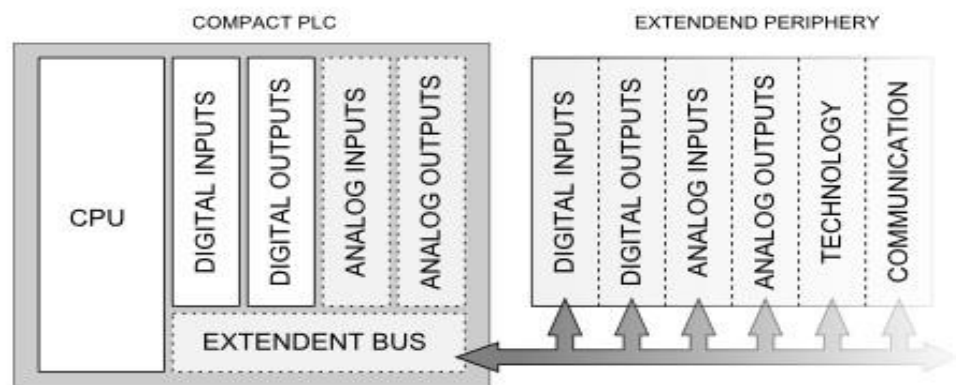 COMPACT PLC
EXTENDEND PERIPHERY
CPU
DIGITAL INPUTS
DIGITAL OUTPUTS
ANALOG INPUTS
ANALOG OUTPUTS
EXTENDENT BUS
DIGITAL INPUTS
DIGITAL OUTPUTS
ANALOG INPUTS
ANALOG OUTPUTS
TECHNOLOGY
COMMUNICATION